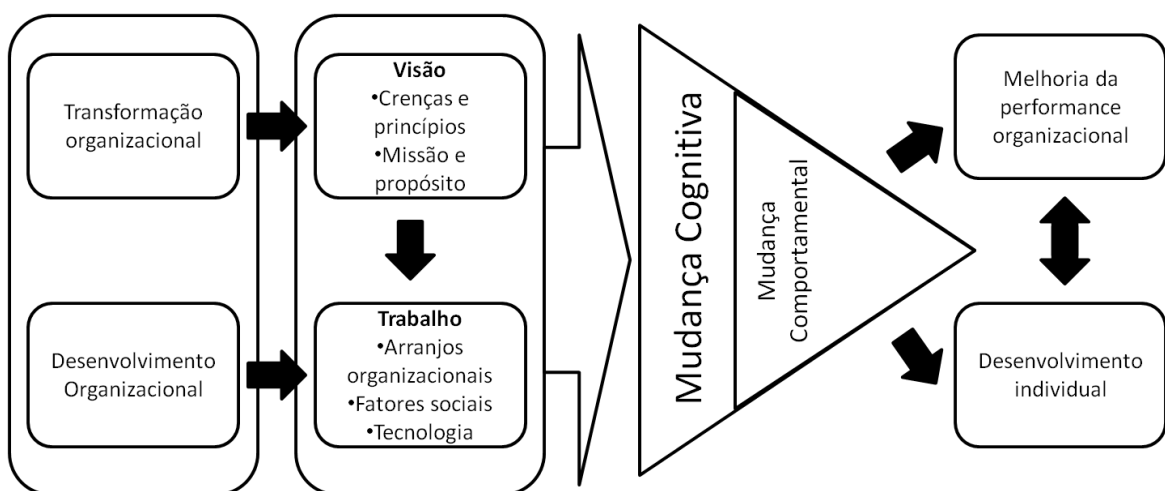 Transformação
organizacional
Desenvolvimento
Organizacional
Visão
•Crenças e
princípios
•Missão e
propósito
Trabalho
•Arranjos
organizacionais
•Fatores sociais
•Tecnologia
Mudança Cognitiva
Mudança
Comportamental
Melhoria da
performance
organizacional
Desenvolvimento
individual